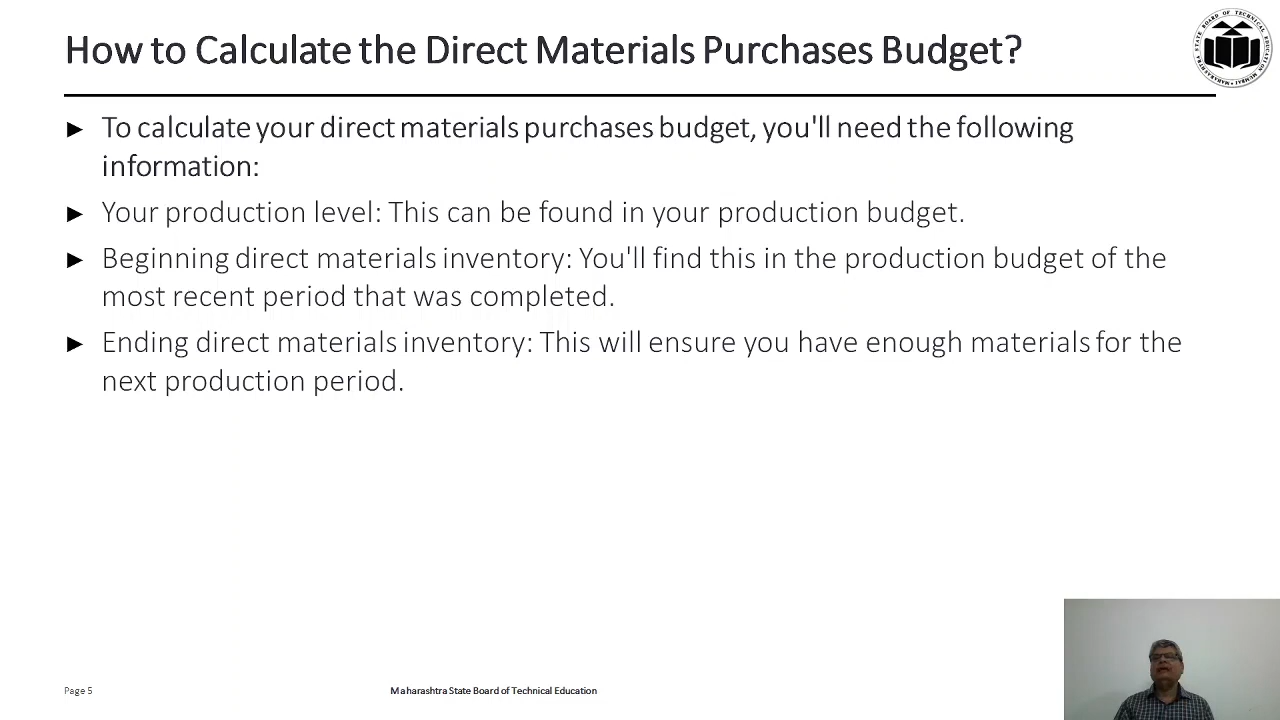 How to Calculate the Direct Materials Purchases Budget?
► To calculate your direct materials purchases budget, you'll need the following
information:
► Your production level: This can be found in your production budget.
► Beginning direct materials inventory: You'll find this in the production budget of the
most recent period that was completed.
► Ending direct materials inventory: This will ensure you have enough materials for the
next production period.
Page 5
Maharashtra State Board of Technical Education